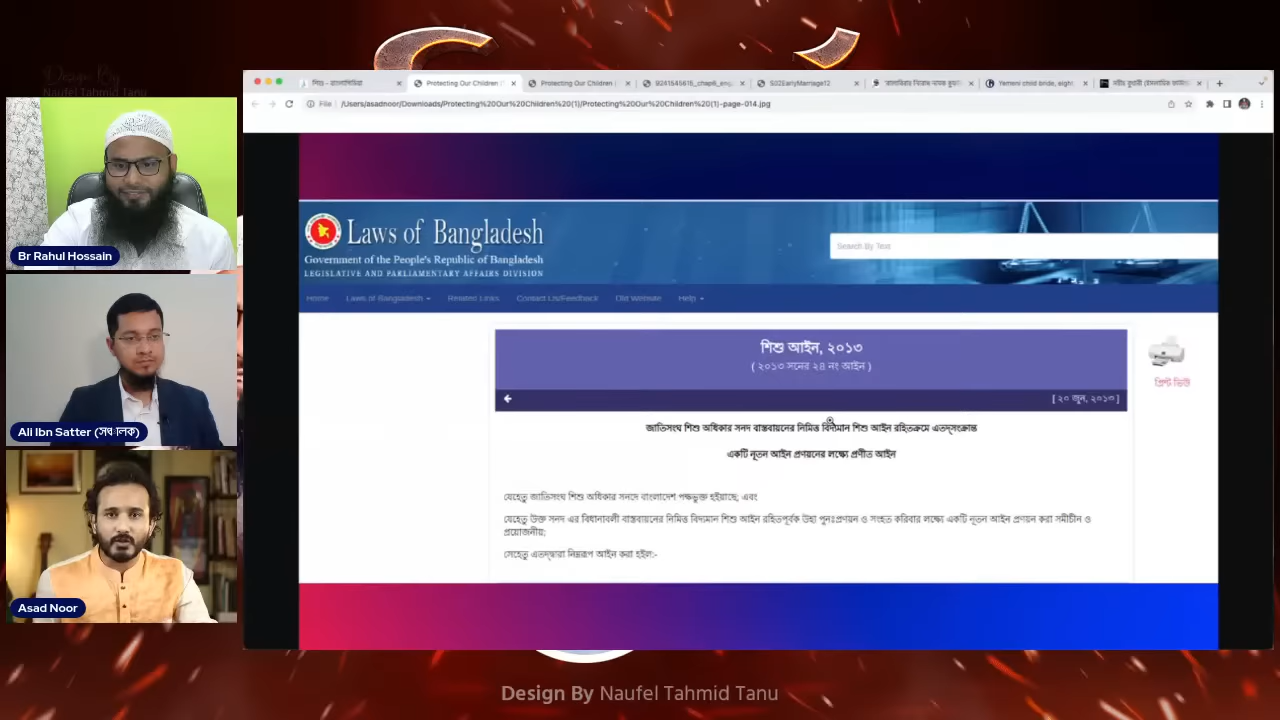 Design By
Naufel Tahmid Tanu
Br Rahul Hossain
Ali Ibn Satter (সঞ্চালক)
Asad Noor
শিশু - বাংলাপিডিয়া
Protecting Our Children (
Protecting Our Children (
9241545615_chap6_eng.
S02EarlyMarriage12
Yemeni child bride, eight
File
/Users/asadnoor/Downloads/Protecting%20Our%20Children%20(1)/Protecting%20Our%20Children%20(1)-page-014.jpg
Laws of Bangladesh
Government of the People's Republic of Bangladesh
LEGISLATIVE AND PARLIAMENTARY AFFAIRS DIVISION
Search By Text
Home Laws of Bangladesh Related Links Contact Us/Feedback Old Website Help
শিশু আইন, ২০১৩
( ২০১৩ সনের ২৪ নং আইন )
[ ২০ জুন, ২০১৩ ]
প্রিন্ট ভিউ
জাতিসংঘ শিশু অধিকার সনদ বাস্তবায়নের নিমিত্ত বিদ্যমান শিশু আইন রহিতক্রমে এতদ্‌সংক্রান্ত
একটি নূতন আইন প্রণয়নের লক্ষ্যে প্রণীত আইন
যেহেতু জাতিসংঘ শিশু অধিকার সনদে বাংলাদেশ পক্ষভুক্ত হইয়াছে; এবং
যেহেতু উক্ত সনদ এর বিধানাবলী বাস্তবায়নের নিমিত্ত বিদ্যমান শিশু আইন রহিতপূর্বক উহা পুনঃপ্রণয়ন ও সংহত করিবার লক্ষ্যে একটি নূতন আইন প্রণয়ন করা সমীচীন ও
প্রয়োজনীয়;
সেহেতু এতদ্দ্বারা নিম্নরূপ আইন করা হইল:-
Design By Naufel Tahmid Tanu